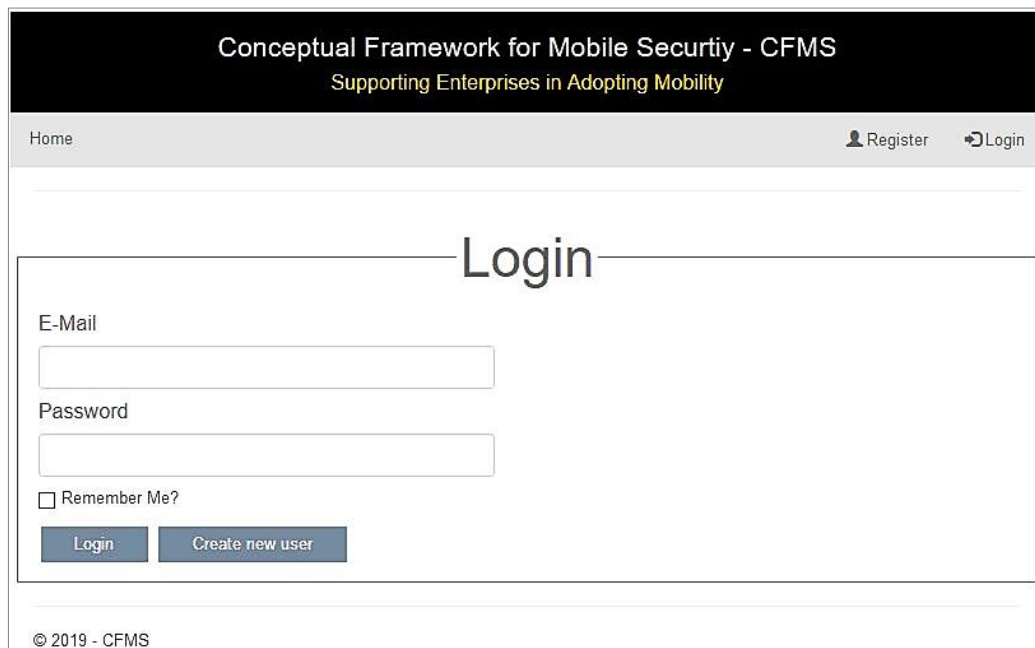 Conceptual Framework for Mobile Securtiy - CFMS
Supporting Enterprises in Adopting Mobility
Home Register Login
Login
E-Mail
Password
Remember Me?
Login Create new user
© 2019 - CFMS